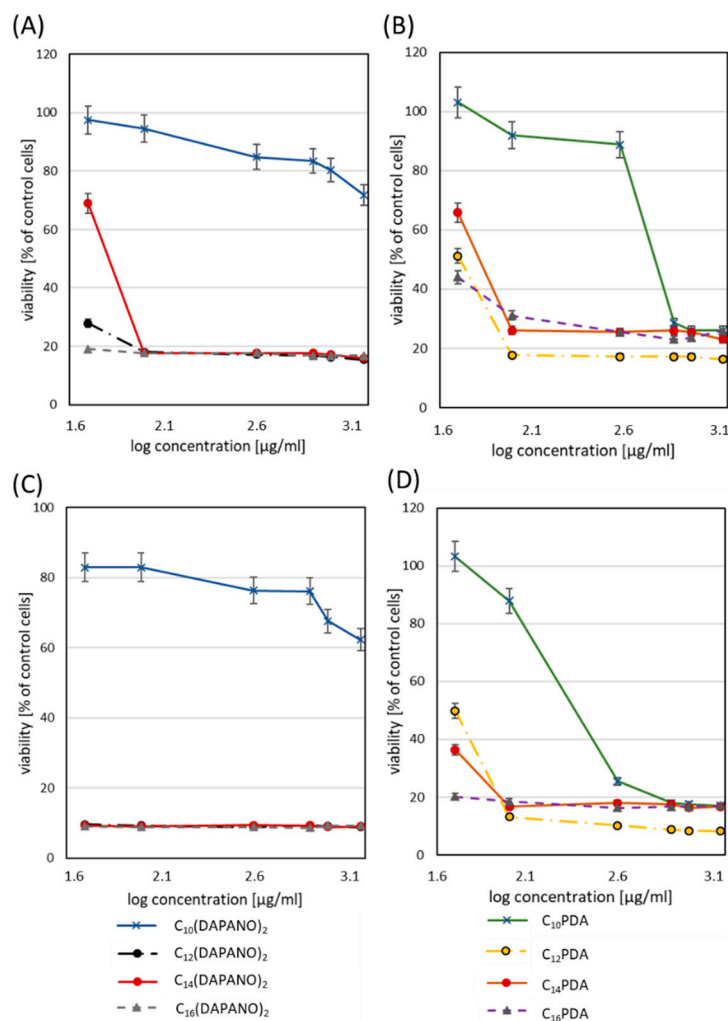 (A)
120
100
80
60
40
20
0
viability [% of control cells]
1.6 2.1 2.6 3.1
log concentration [µg/ml]
(B)
120
100
80
60
40
20
0
viability [% of control cells]
1.6 2.1 2.6 3.1
log concentration [µg/ml]
(C)
100
80
60
40
20
0
viability [% of control cells]
1.6 2.1 2.6 3.1
log concentration [µg/ml]
(D)
120
100
80
60
40
20
0
viability [% of control cells]
1.6 2.1 2.6 3.1
log concentration [µg/ml]
C₁₀(DAPANO)₂
C₁₂(DAPANO)₂
C₁₄(DAPANO)₂
C₁₆(DAPANO)₂
C₁₀PDA
C₁₂PDA
C₁₄PDA
C₁₆PDA